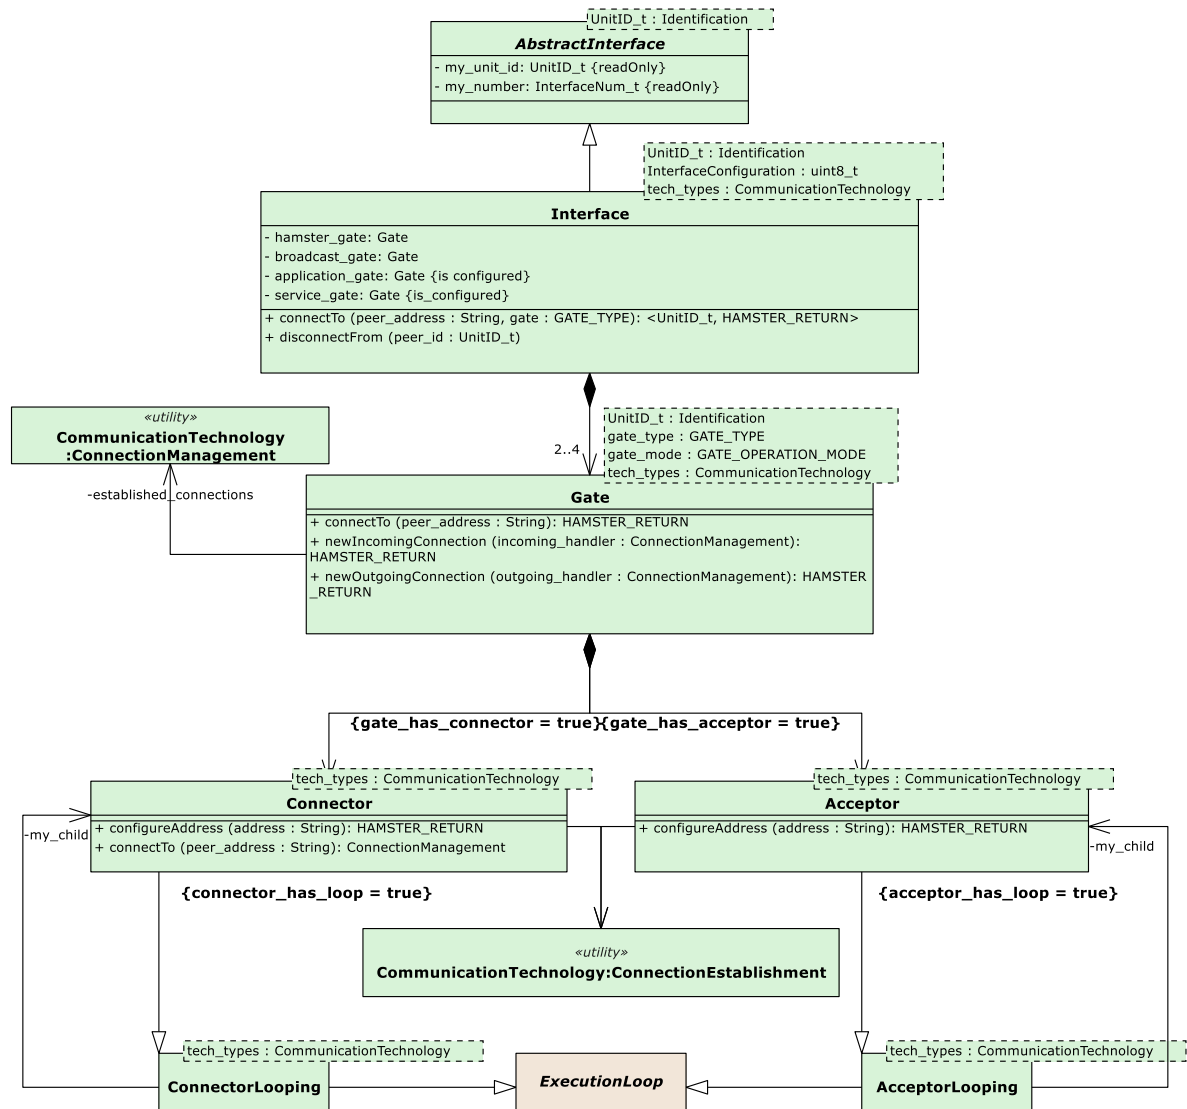 UnitID_t : Identification
AbstractInterface
- my_unit_id: UnitID_t {readOnly}
- my_number: InterfaceNum_t {readOnly}
UnitID_t : Identification
InterfaceConfiguration : uint8_t
tech_types : CommunicationTechnology
Interface
- hamster_gate: Gate
- broadcast_gate: Gate
- application_gate: Gate {is configured}
- service_gate: Gate {is_configured}
+ connectTo (peer_address : String, gate : GATE_TYPE): <UnitID_t, HAMSTER_RETURN>
+ disconnectFrom (peer_id : UnitID_t)
«utility»
CommunicationTechnology
:ConnectionManagement
-established_connections
2..4
UnitID_t : Identification
gate_type : GATE_TYPE
gate_mode : GATE_OPERATION_MODE
tech_types : CommunicationTechnology
Gate
+ connectTo (peer_address : String): HAMSTER_RETURN
+ newIncomingConnection (incoming_handler : ConnectionManagement):
HAMSTER_RETURN
+ newOutgoingConnection (outgoing_handler : ConnectionManagement): HAMSTER
_RETURN
{gate_has_connector = true}
{gate_has_acceptor = true}
tech_types : CommunicationTechnology
Connector
+ configureAddress (address : String): HAMSTER_RETURN
+ connectTo (peer_address : String): ConnectionManagement
-my_child
tech_types : CommunicationTechnology
Acceptor
+ configureAddress (address : String): HAMSTER_RETURN
-my_child
{connector_has_loop = true}
{acceptor_has_loop = true}
«utility»
CommunicationTechnology:ConnectionEstablishment
tech_types : CommunicationTechnology
ConnectorLooping
ExecutionLoop
tech_types : CommunicationTechnology
AcceptorLooping